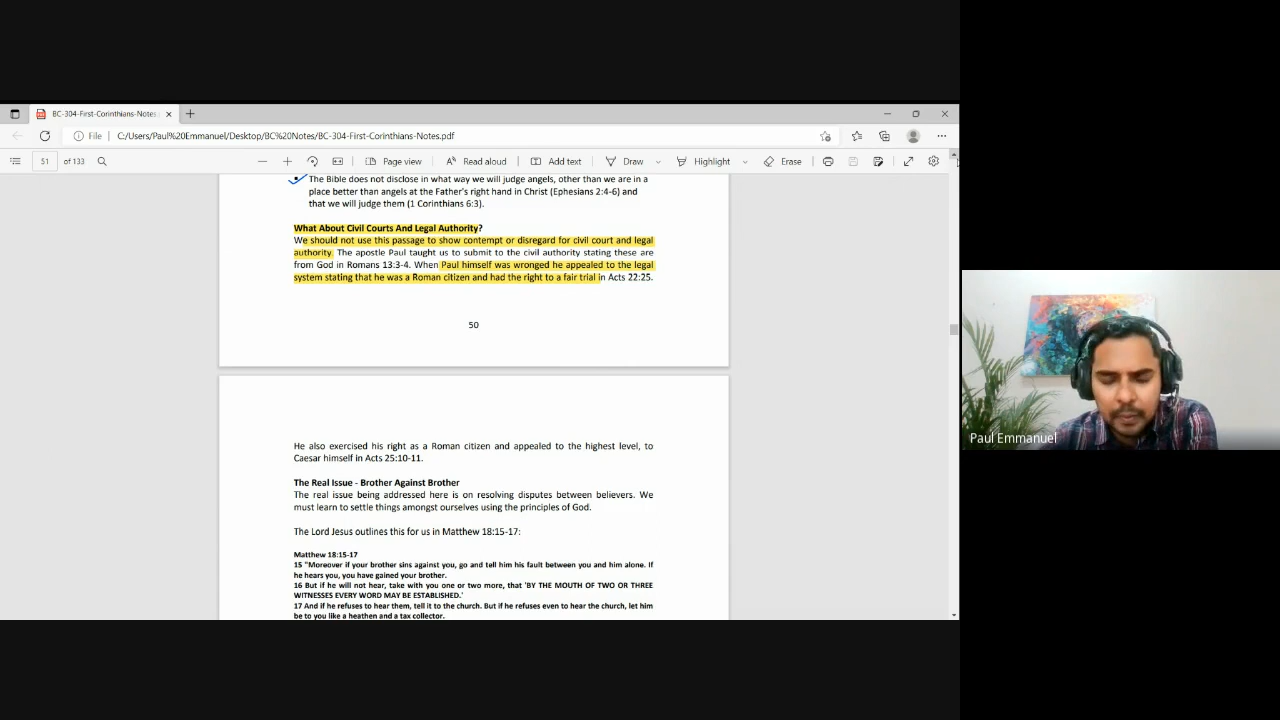 BC-304-First-Corinthians-Notes
File C:/Users/Paul%20Emmanuel/Desktop/BC%20Notes/BC-304-First-Corinthians-Notes.pdf
51 of 133 Page view Read aloud Add text Draw Highlight Erase
The Bible does not disclose in what way we will judge angels, other than we are in a
place better than angels at the Father's right hand in Christ (Ephesians 2:4-6) and
that we will judge them (1 Corinthians 6:3).
What About Civil Courts And Legal Authority?
We should not use this passage to show contempt or disregard for civil court and legal
authority. The apostle Paul taught us to submit to the civil authority stating these are
from God in Romans 13:3-4. When Paul himself was wronged he appealed to the legal
system stating that he was a Roman citizen and had the right to a fair trial in Acts 22:25.
50
He also exercised his right as a Roman citizen and appealed to the highest level, to
Caesar himself in Acts 25:10-11.
The Real Issue - Brother Against Brother
The real issue being addressed here is on resolving disputes between believers. We
must learn to settle things amongst ourselves using the principles of God.
The Lord Jesus outlines this for us in Matthew 18:15-17:
Matthew 18:15-17
15 "Moreover if your brother sins against you, go and tell him his fault between you and him alone. If
he hears you, you have gained your brother.
16 But if he will not hear, take with you one or two more, that 'BY THE MOUTH OF TWO OR THREE
WITNESSES EVERY WORD MAY BE ESTABLISHED.'
17 And if he refuses to hear them, tell it to the church. But if he refuses even to hear the church, let him
be to you like a heathen and a tax collector.
Paul Emmanuel